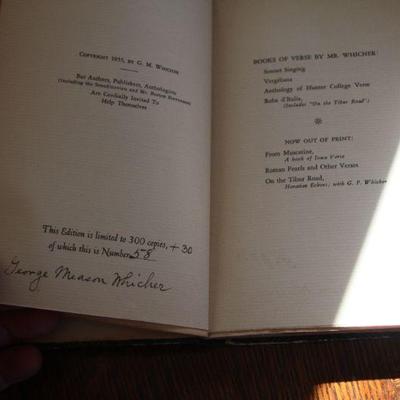 COPYRIGHT 1935, BY G. M. WHICHER
But Authors, Publishers, Anthologists
(Including the Scandinavian and Mr. Burton Stevenson)
Are Cordially Invited To
Help Themselves
This Edition is limited to 300 copies, + 30
of which this is Number 58
George Meason Whicher
BOOKS OF VERSE BY MR. WHICHER:
Sonnet Singing
Vergiliana
Anthology of Hunter College Verse
Roba d'Italia,
(Includes "On the Tibur Road")
NOW OUT OF PRINT:
From Muscatine,
A book of Iowa Verse
Roman Pearls and Other Verses
On the Tibur Road,
Horatian Echoes; with G. F. Whicher